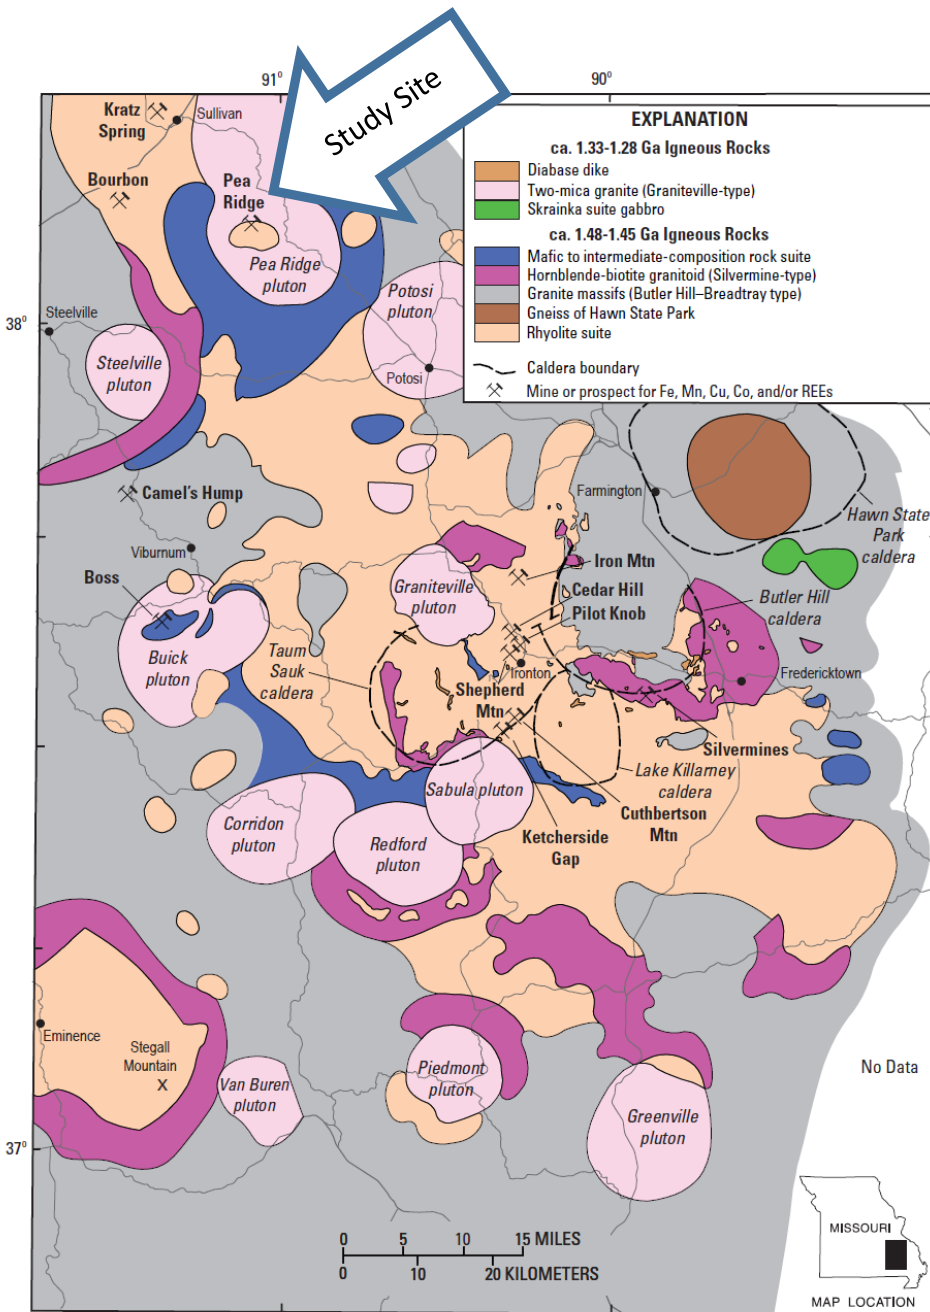 Study Site
91°
90°
EXPLANATION
ca. 1.33-1.28 Ga Igneous Rocks
Diabase dike
Two-mica granite (Graniteville-type)
Skrainka suite gabbro
ca. 1.48-1.45 Ga Igneous Rocks
Mafic to intermediate-composition rock suite
Hornblende-biotite granitoid (Silvermine-type)
Granite massifs (Butler Hill–Breadtray type)
Gneiss of Hawn State Park
Rhyolite suite
Caldera boundary
Mine or prospect for Fe, Mn, Cu, Co, and/or REEs
Kratz
Spring
Sullivan
Bourbon
Pea
Ridge
Pea Ridge
pluton
Potosi
pluton
Steelville
38°
Steelville
pluton
Potosi
Camel's Hump
Farmington
Hawn State
Park
caldera
Viburnum
Boss
Iron Mtn
Graniteville
pluton
Cedar Hill
Pilot Knob
Butler Hill
caldera
Buick
pluton
Taum
Sauk
caldera
Ironton
Fredericktown
Shepherd
Mtn
Silvermines
Lake Killarney
caldera
Sabula pluton
Cuthbertson
Mtn
Corridon
pluton
Redford
pluton
Ketcherside
Gap
Eminence
Stegall
Mountain
X
Van Buren
pluton
Piedmont
pluton
Greenville
pluton
No Data
37°
0 5 10 15 MILES
0 10 20 KILOMETERS
MISSOURI
MAP LOCATION